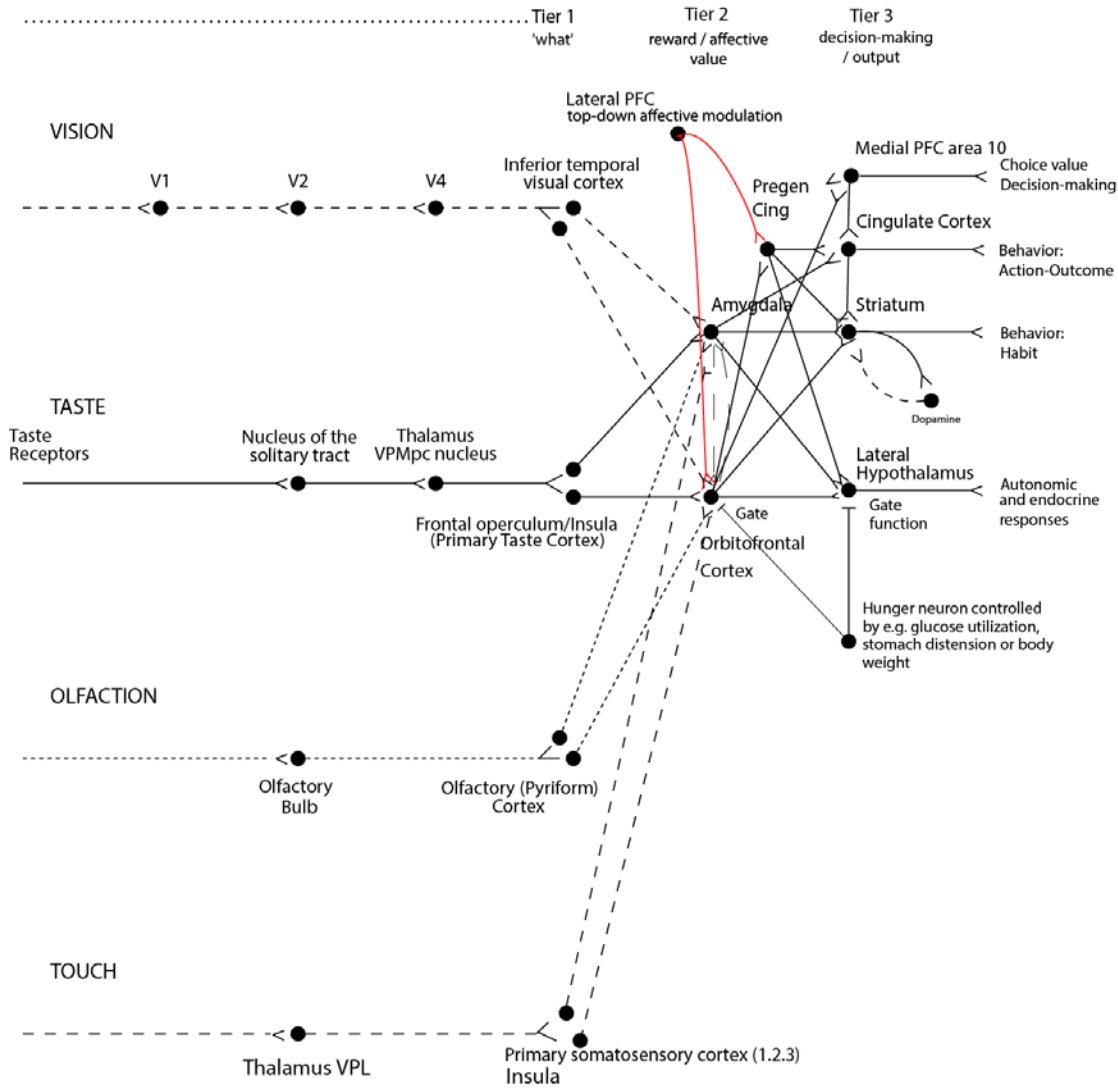 Tier 1
'what'
Tier 2
reward / affective
value
Tier 3
decision-making
/ output
Lateral PFC
top-down affective modulation
VISION
V1
V2
V4
Inferior temporal
visual cortex
Pregen
Cing
Medial PFC area 10
Choice value
Decision-making
Cingulate Cortex
Behavior:
Action-Outcome
Amygdala
Striatum
Behavior:
Habit
Dopamine
TASTE
Taste
Receptors
Nucleus of the
solitary tract
Thalamus
VPMpc nucleus
Frontal operculum/Insula
(Primary Taste Cortex)
Gate
Orbitofrontal
Cortex
Lateral
Hypothalamus
Gate
function
Autonomic
and endocrine
responses
Hunger neuron controlled
by e.g. glucose utilization,
stomach distension or body
weight
OLFACTION
Olfactory
Bulb
Olfactory (Pyriform)
Cortex
TOUCH
Thalamus VPL
Primary somatosensory cortex (1.2.3)
Insula